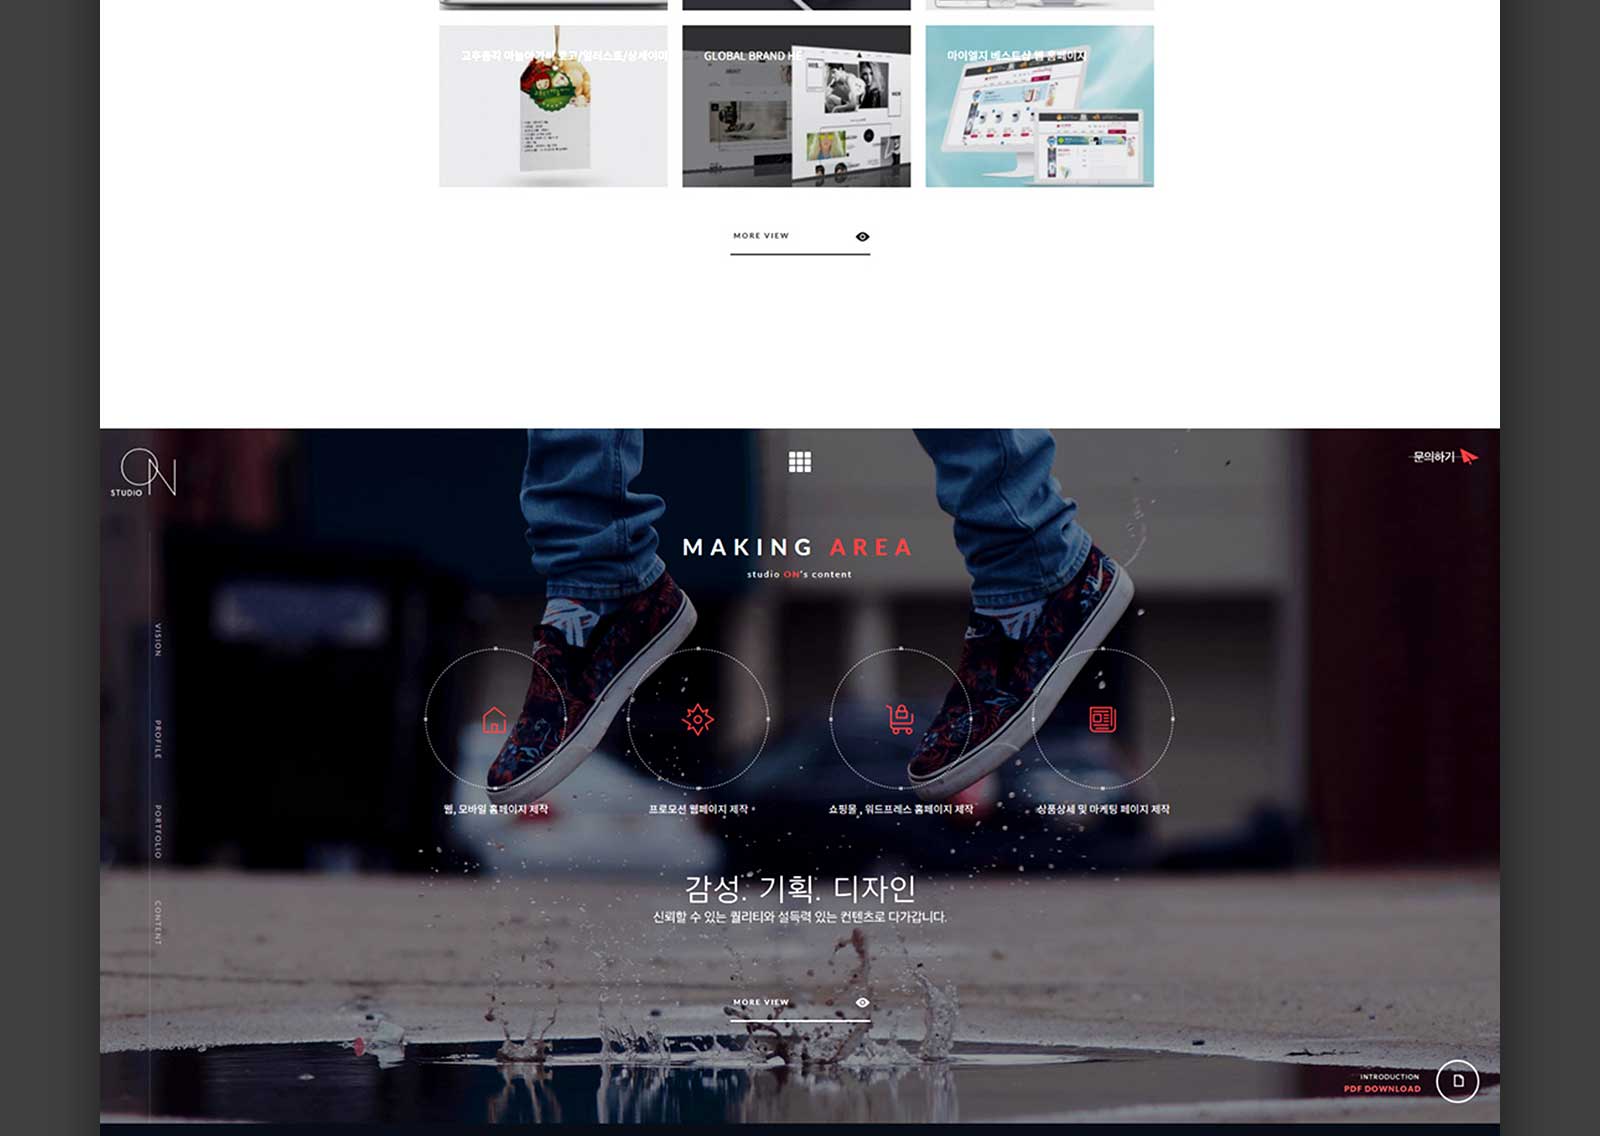 고추총각 마늘아가씨 로고/일러스트/상세이미
GLOBAL BRAND HE
마이엘지 베스트샵 웹 홈페이지
MORE VIEW
ON
STUDIO
문의하기
MAKING AREA
studio ON's content
VISION
PROFILE
PORTFOLIO
CONTENT
웹, 모바일 홈페이지 제작
프로모션 웹페이지 제작
쇼핑몰 , 워드프레스 홈페이지 제작
상품상세 및 마케팅 페이지 제작
감성. 기획. 디자인
신뢰할 수 있는 퀄리티와 설득력 있는 컨텐츠로 다가갑니다.
MORE VIEW
INTRODUCTION
PDF DOWNLOAD